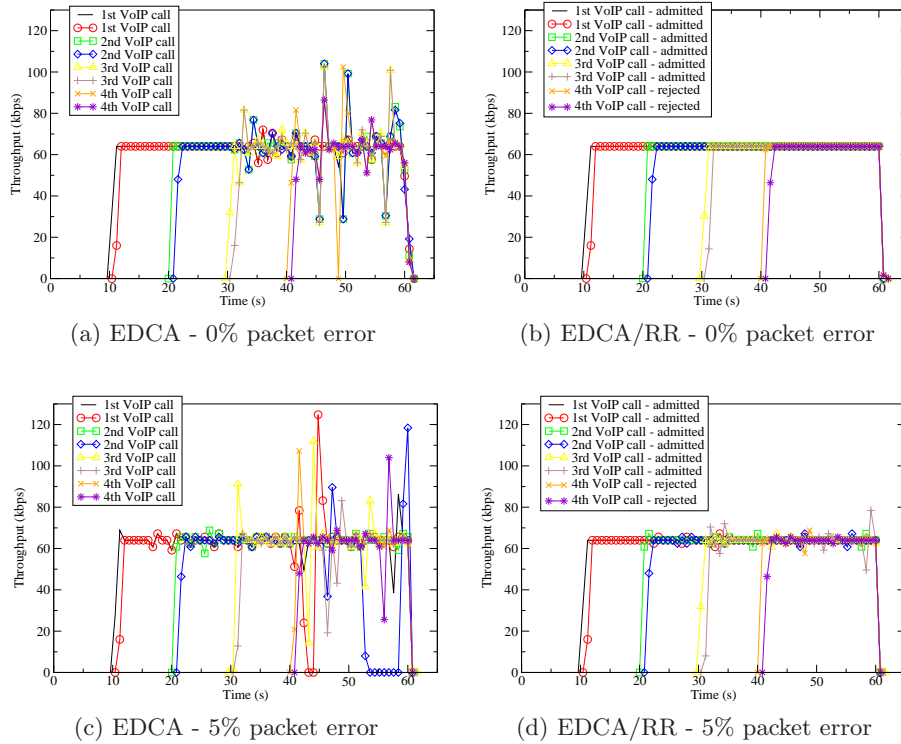 1st VoIP call
1st VoIP call
2nd VoIP call
2nd VoIP call
3rd VoIP call
3rd VoIP call
4th VoIP call
4th VoIP call
Throughput (kbps)
0
20
40
60
80
100
120
0 10 20 30 40 50 60
Time (s)
(a) EDCA - 0% packet error
1st VoIP call - admitted
1st VoIP call - admitted
2nd VoIP call - admitted
2nd VoIP call - admitted
3rd VoIP call - admitted
3rd VoIP call - admitted
4th VoIP call - rejected
4th VoIP call - rejected
Throughput (kbps)
0
20
40
60
80
100
120
0 10 20 30 40 50 60
Time (s)
(b) EDCA/RR - 0% packet error
1st VoIP call
1st VoIP call
2nd VoIP call
2nd VoIP call
3rd VoIP call
3rd VoIP call
4th VoIP call
4th VoIP call
Throughput (kbps)
0
20
40
60
80
100
120
0 10 20 30 40 50 60
Time (s)
(c) EDCA - 5% packet error
1st VoIP call - admitted
1st VoIP call - admitted
2nd VoIP call - admitted
2nd VoIP call - admitted
3rd VoIP call - admitted
3rd VoIP call - admitted
4th VoIP call - rejected
4th VoIP call - rejected
Throughput (kbps)
0
20
40
60
80
100
120
0 10 20 30 40 50 60
Time (s)
(d) EDCA/RR - 5% packet error